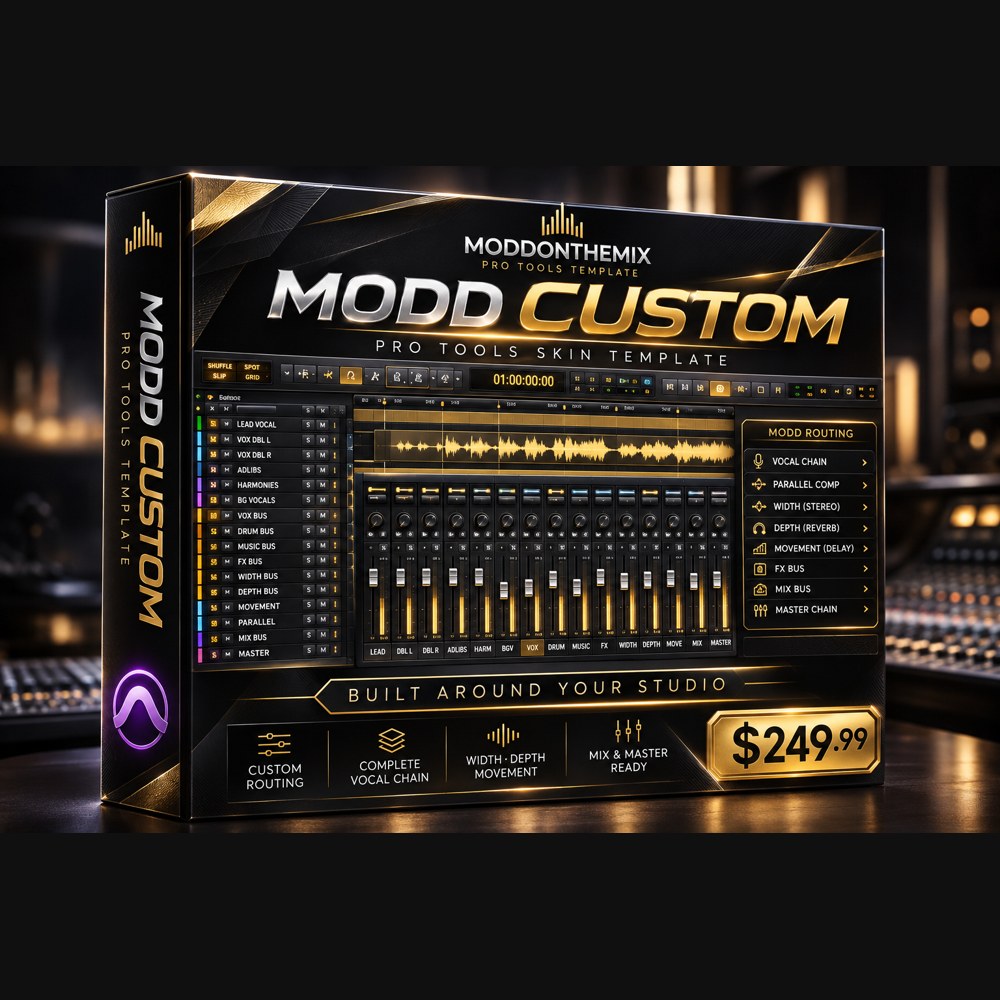 MODD CUSTOM
PRO TOOLS TEMPLATE
MODDONTHEMIX
PRO TOOLS TEMPLATE
MODD CUSTOM
PRO TOOLS SKIN TEMPLATE
SHUFFLE
SPOT
SLIP
GRID
01:00:00:00
S M
LEAD VOCAL
S M
VOX DBL L
S M
VOX DBL R
S M
ADLIBS
S M
HARMONIES
S M
BG VOCALS
S M
VOX BUS
S M
DRUM BUS
S M
MUSIC BUS
S M
FX BUS
S M
WIDTH BUS
S M
DEPTH BUS
S M
MOVEMENT
S M
PARALLEL
S M
MIX BUS
S M
MASTER
S M
LEAD
DBL L
DBL R
ADLIBS
HARM
BGV
VOX
DRUM
MUSIC
FX
WIDTH
DEPTH
MOVE
MIX
MASTER
MODD ROUTING
VOCAL CHAIN
PARALLEL COMP
WIDTH (STEREO)
DEPTH (REVERB)
MOVEMENT (DELAY)
FX BUS
MIX BUS
MASTER CHAIN
BUILT AROUND YOUR STUDIO
CUSTOM
ROUTING
COMPLETE
VOCAL CHAIN
WIDTH · DEPTH
MOVEMENT
MIX & MASTER
READY
$249.99